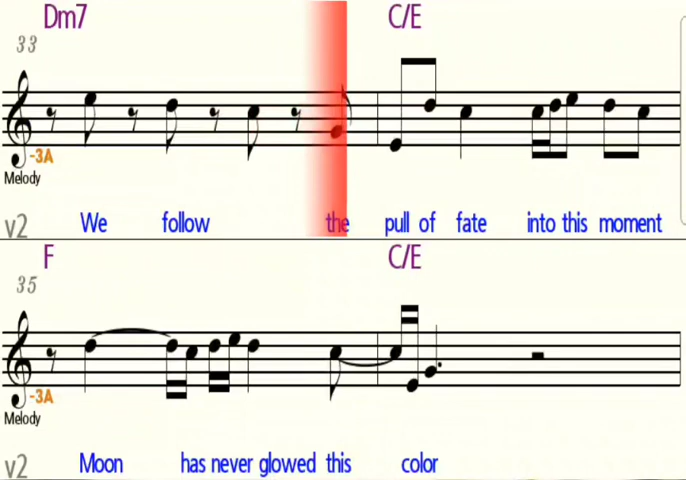 Dm7 C/E
33
-3A
Melody
v2 We follow the pull of fate into this moment
F C/E
35
-3A
Melody
v2 Moon has never glowed this color